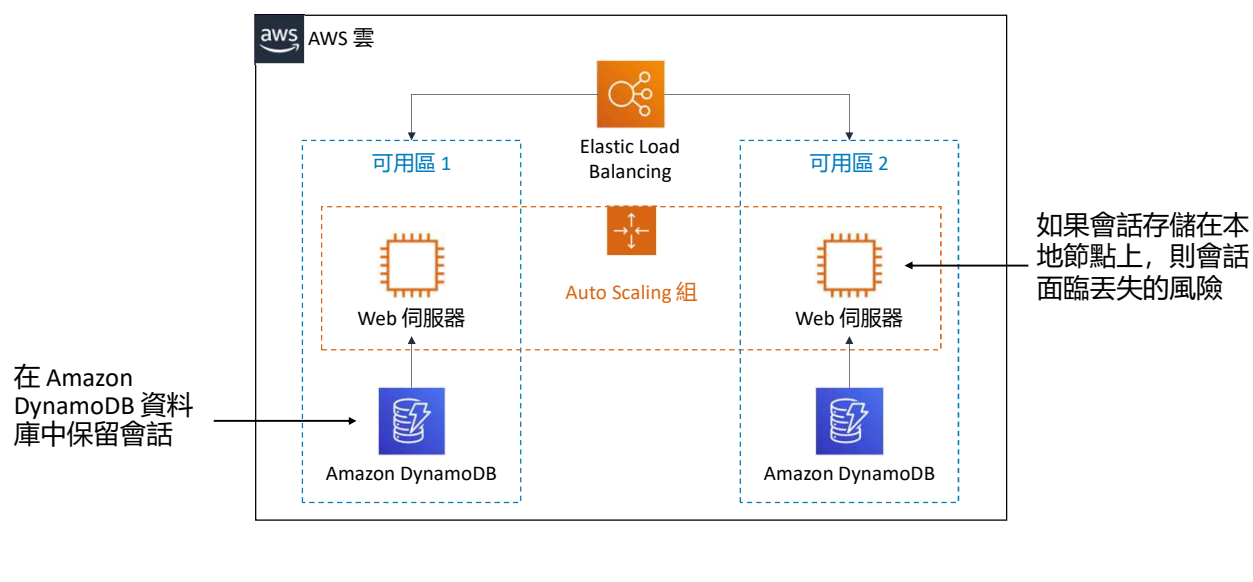 aws
AWS 雲
Elastic Load
Balancing
可用區 1
可用區 2
Auto Scaling 組
Web 伺服器
Web 伺服器
如果會話存儲在本
地節點上，則會話
面臨丟失的風險
在 Amazon
DynamoDB 資料
庫中保留會話
Amazon DynamoDB
Amazon DynamoDB